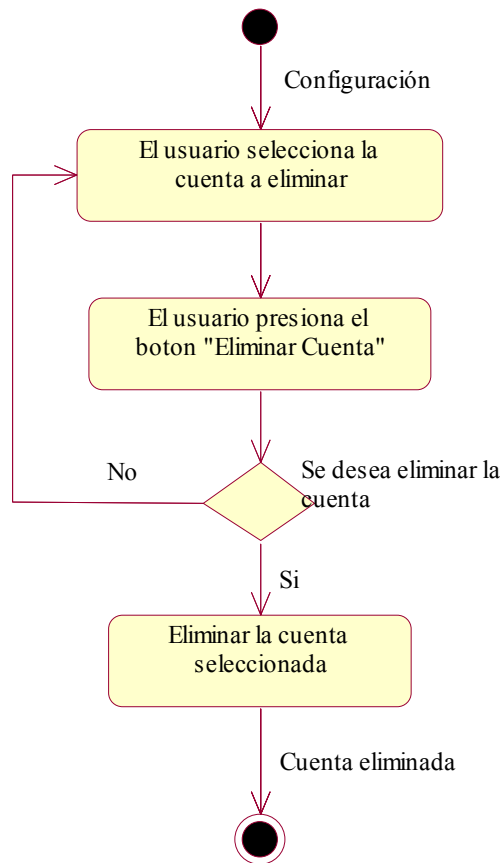 Configuración
El usuario selecciona la
cuenta a eliminar
El usuario presiona el
boton "Eliminar Cuenta"
No
Se desea eliminar la
cuenta
Si
Eliminar la cuenta
seleccionada
Cuenta eliminada